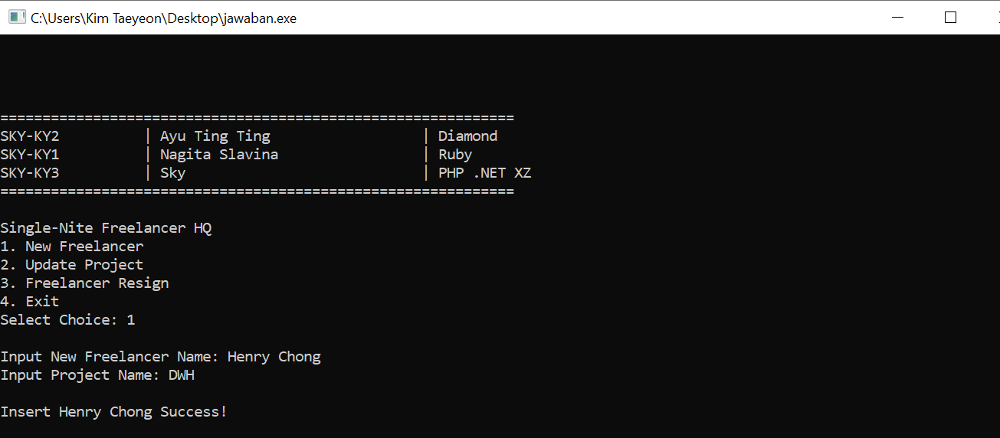 C:\Users\Kim Taeyeon\Desktop\jawaban.exe
=============================================================
SKY-KY2 | Ayu Ting Ting | Diamond
SKY-KY1 | Nagita Slavina | Ruby
SKY-KY3 | Sky | PHP .NET XZ
=============================================================
Single-Nite Freelancer HQ
1. New Freelancer
2. Update Project
3. Freelancer Resign
4. Exit
Select Choice: 1
Input New Freelancer Name: Henry Chong
Input Project Name: DWH
Insert Henry Chong Success!